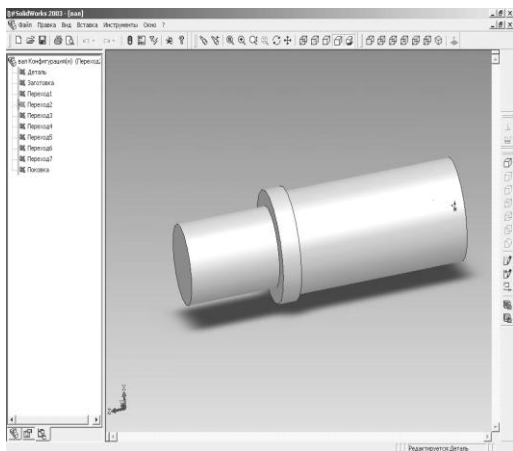 SolidWorks 2003 - [вал]
Файл Правка Вид Вставка Инструменты Окно ?
вал Конфигурация(и) (Переход2
Деталь
Заготовка
Переход1
Переход2
Переход3
Переход4
Переход5
Переход6
Переход7
Поковка
Редактируется:Деталь